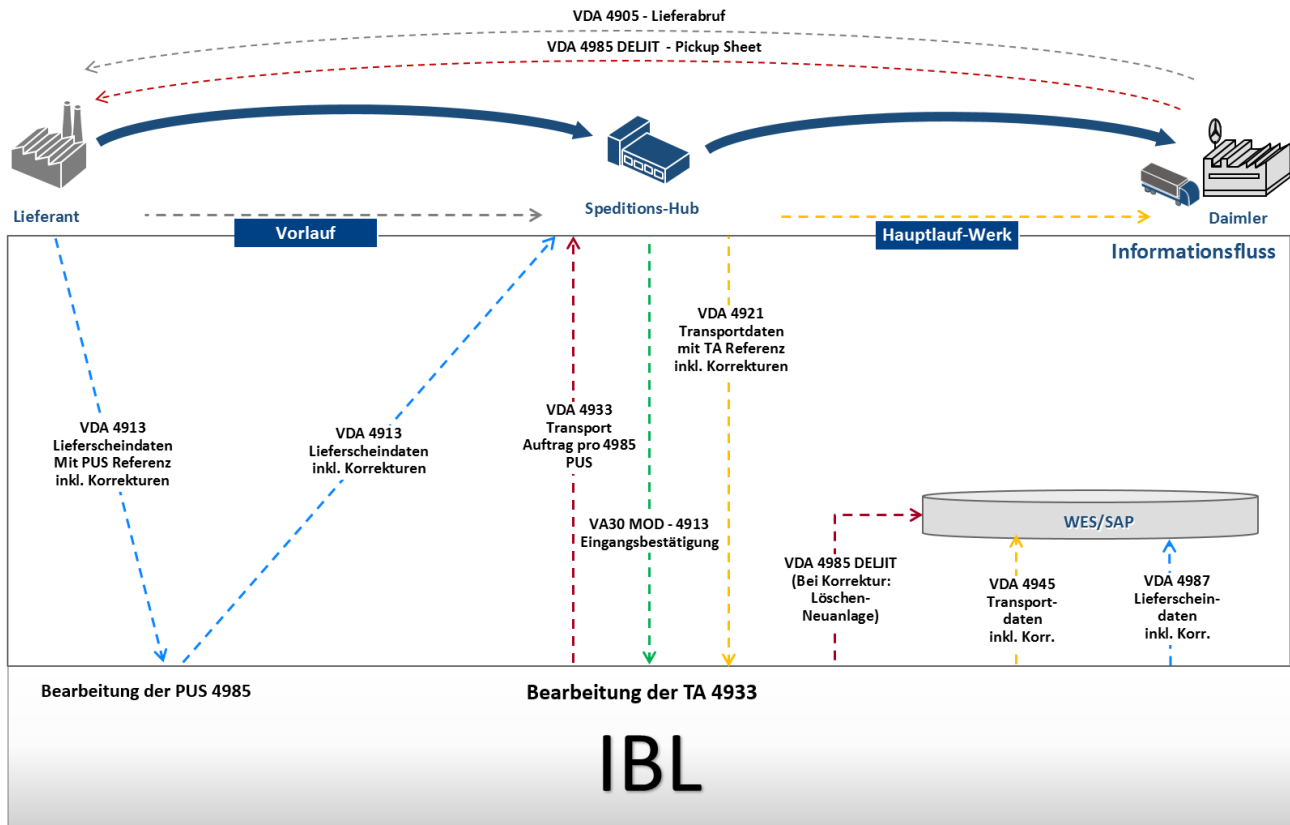 VDA 4905 - Lieferabruf
VDA 4985 DELJIT - Pickup Sheet
Lieferant
Speditions-Hub
Daimler
Vorlauf
Hauptlauf-Werk
Informationsfluss
VDA 4913
Lieferscheindaten
Mit PUS Referenz
inkl. Korrekturen
VDA 4913
Lieferscheindaten
inkl. Korrekturen
VDA 4933
Transport
Auftrag pro 4985
PUS
VA30 MOD - 4913
Eingangsbestätigung
VDA 4921
Transportdaten
mit TA Referenz
inkl. Korrekturen
VDA 4985 DELJIT
(Bei Korrektur:
Löschen-
Neuanlage)
WES/SAP
VDA 4945
Transport-
daten
inkl. Korr.
VDA 4987
Lieferschein-
daten
inkl. Korr.
Bearbeitung der PUS 4985
Bearbeitung der TA 4933
IBL